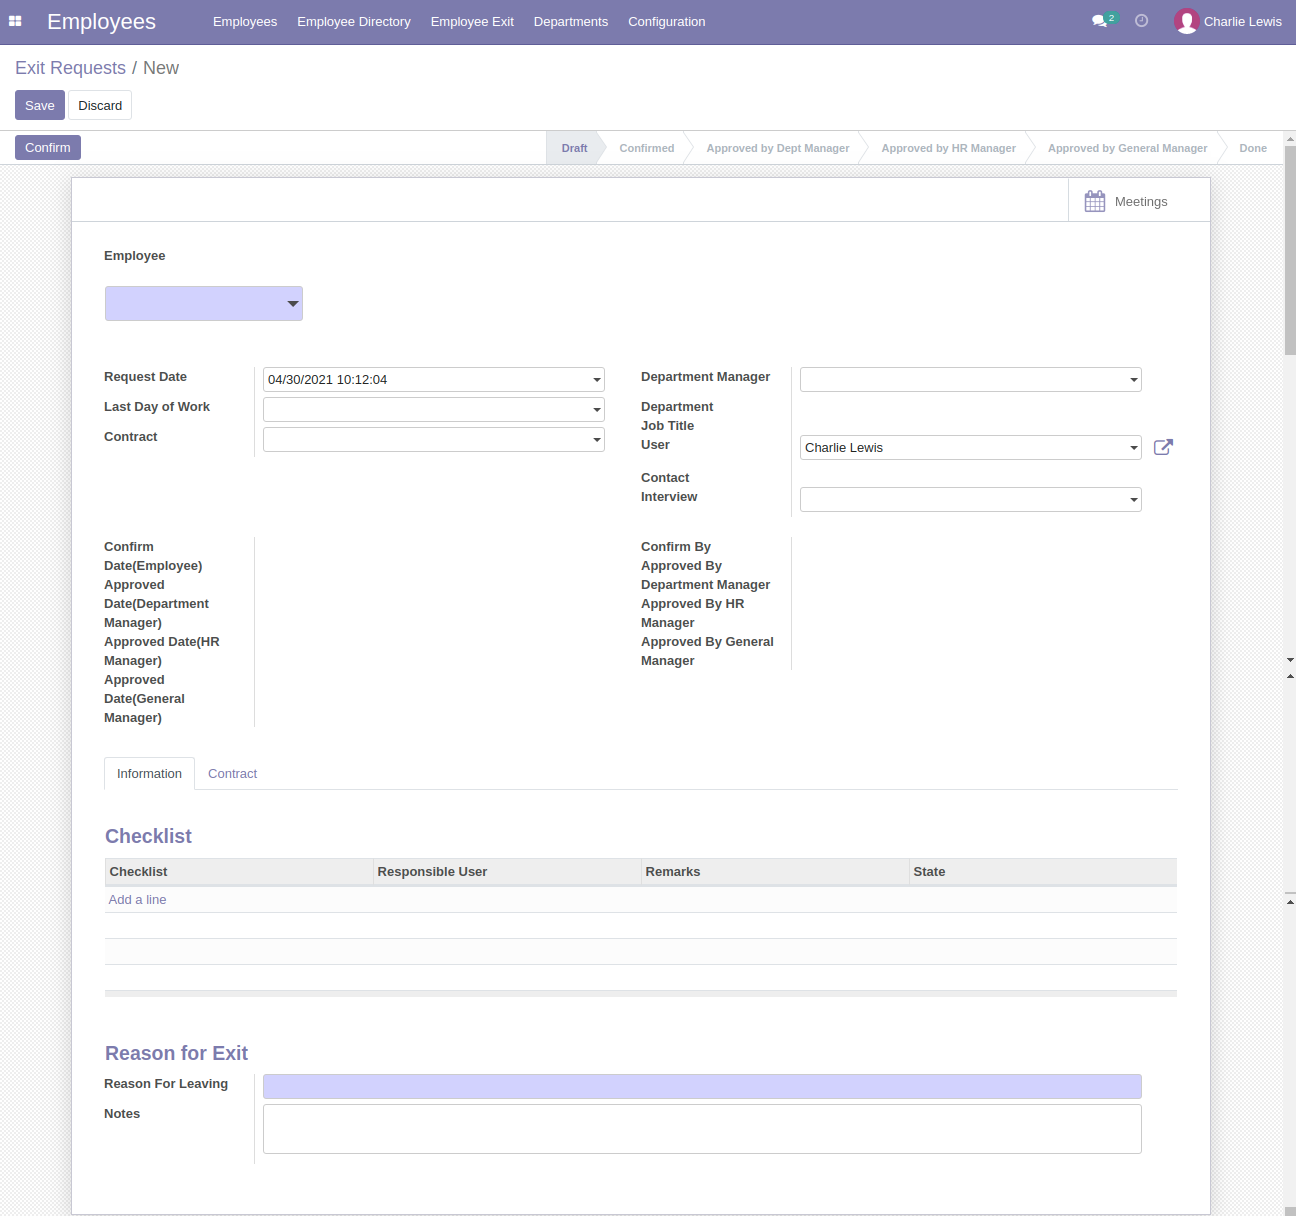 Employees Employees Employee Directory Employee Exit Departments Configuration 2 Charlie Lewis
Exit Requests / New
Save Discard
Confirm Draft Confirmed Approved by Dept Manager Approved by HR Manager Approved by General Manager Done
Meetings
Employee
Request Date 04/30/2021 10:12:04
Last Day of Work
Contract
Department Manager
Department
Job Title
User Charlie Lewis
Contact
Interview
Confirm
Date(Employee)
Approved
Date(Department
Manager)
Approved Date(HR
Manager)
Approved
Date(General
Manager)
Confirm By
Approved By
Department Manager
Approved By HR
Manager
Approved By General
Manager
Information Contract
Checklist
Checklist Responsible User Remarks State
Add a line
Reason for Exit
Reason For Leaving
Notes